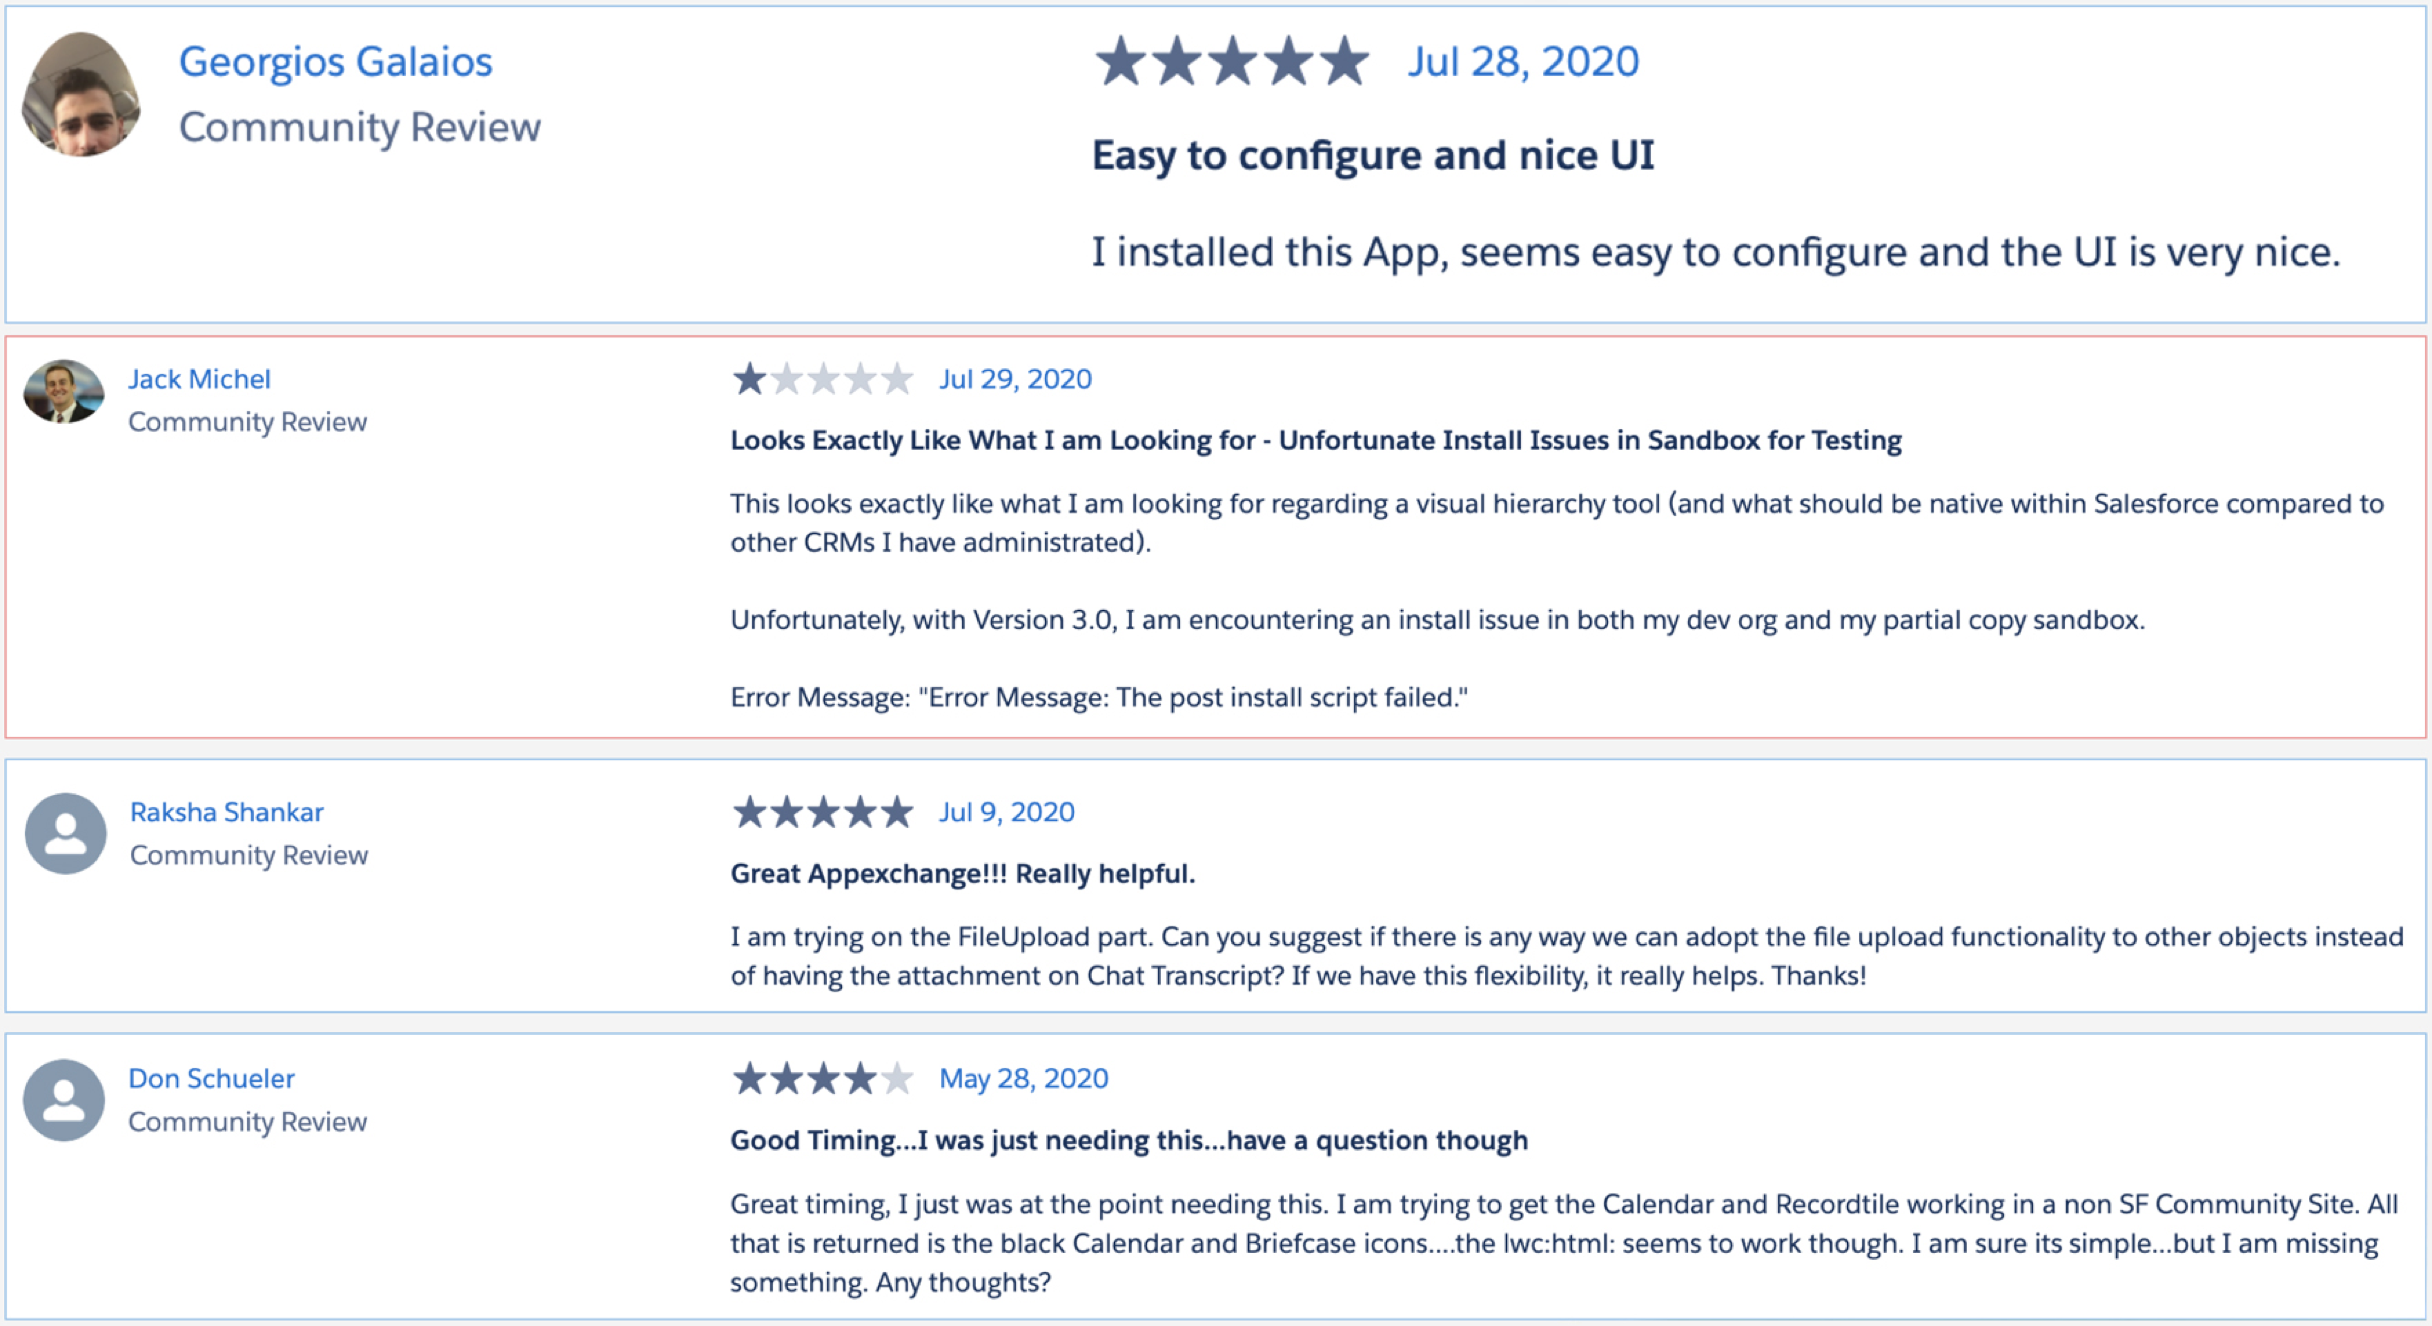 Georgios Galaios
Community Review
Jul 28, 2020
Easy to configure and nice UI
I installed this App, seems easy to configure and the UI is very nice.
Jack Michel
Community Review
Jul 29, 2020
Looks Exactly Like What I am Looking for - Unfortunate Install Issues in Sandbox for Testing
This looks exactly like what I am looking for regarding a visual hierarchy tool (and what should be native within Salesforce compared to
other CRMs I have administrated).
Unfortunately, with Version 3.0, I am encountering an install issue in both my dev org and my partial copy sandbox.
Error Message: "Error Message: The post install script failed."
Raksha Shankar
Community Review
Jul 9, 2020
Great Appexchange!!! Really helpful.
I am trying on the FileUpload part. Can you suggest if there is any way we can adopt the file upload functionality to other objects instead
of having the attachment on Chat Transcript? If we have this flexibility, it really helps. Thanks!
Don Schueler
Community Review
May 28, 2020
Good Timing...I was just needing this...have a question though
Great timing, I just was at the point needing this. I am trying to get the Calendar and Recordtile working in a non SF Community Site. All
that is returned is the black Calendar and Briefcase icons....the lwc:html: seems to work though. I am sure its simple...but I am missing
something. Any thoughts?